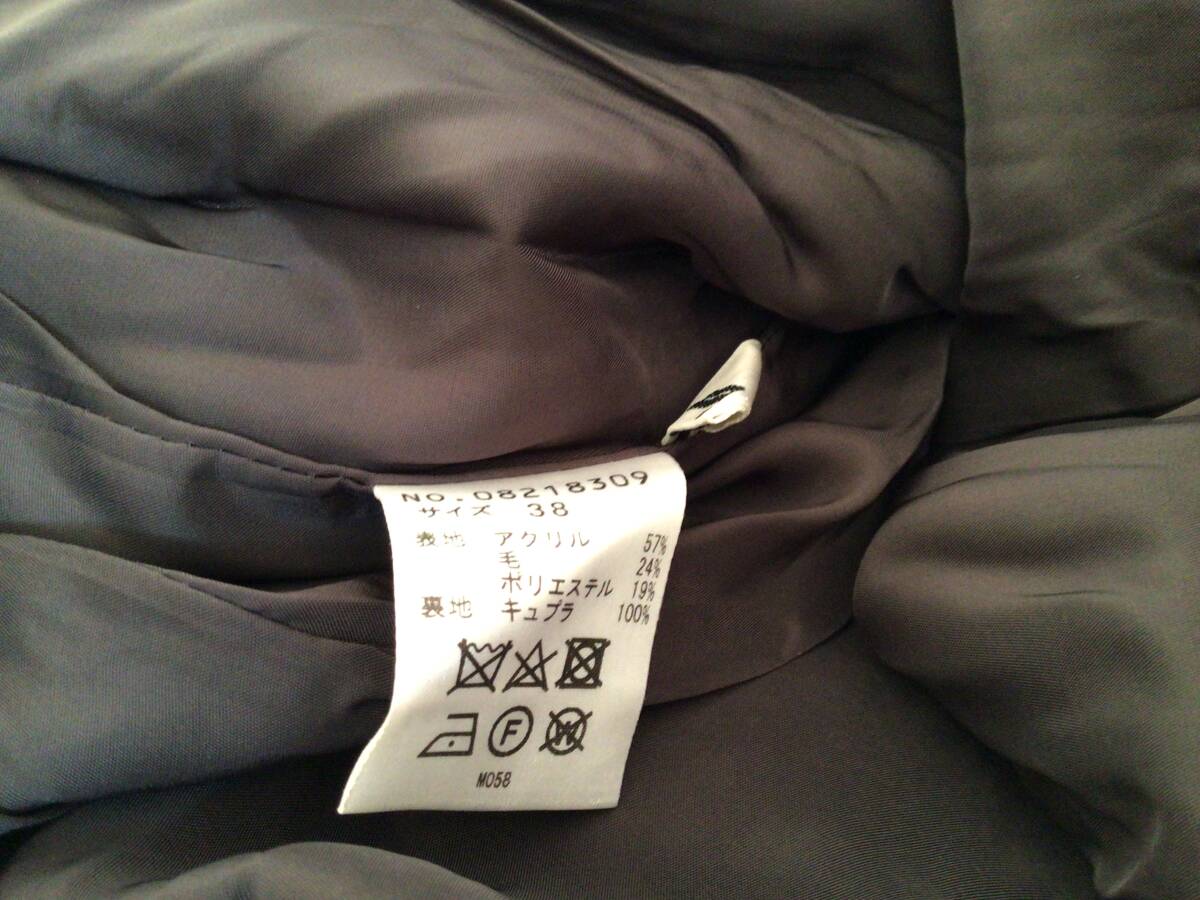 NO.08218309
サイズ 38
表地 アクリル 57%
毛 24%
ポリエステル 19%
裏地 キュプラ 100%
F
W
M058